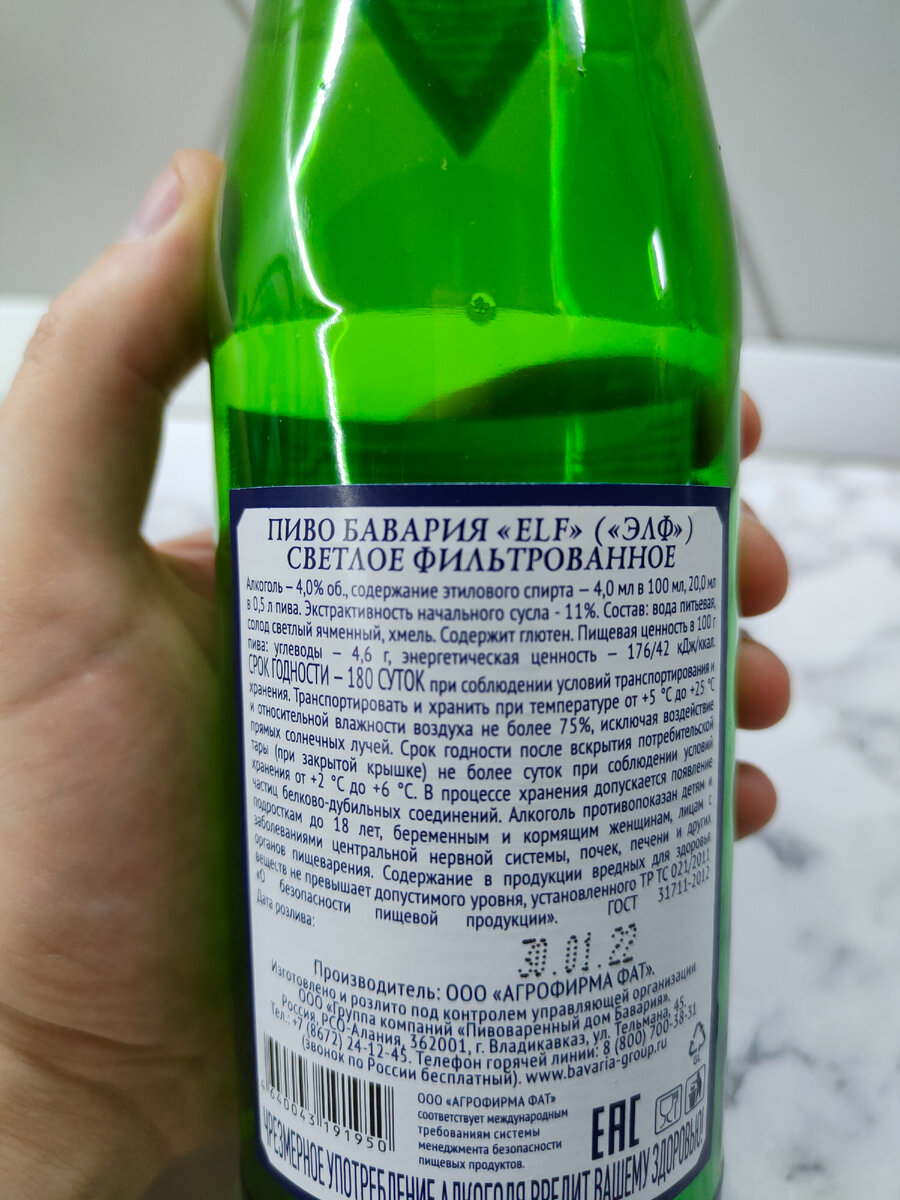 ПИВО БАВАРИЯ «ELF» («ЭЛФ»)
СВЕТЛОЕ ФИЛЬТРОВАННОЕ
Алкоголь – 4,0% об., содержание этилового спирта – 4,0 мл в 100 мл, 20,0 мл
в 0,5 л пива. Экстрактивность начального сусла - 11%. Состав: вода питьевая,
солод светлый ячменный, хмель. Содержит глютен. Пищевая ценность в 100 г
пива: углеводы – 4,6 г, энергетическая ценность – 176/42 кДж/ккал.
СРОК ГОДНОСТИ – 180 СУТОК при соблюдении условий транспортирования и
хранения. Транспортировать и хранить при температуре от +5 °С до +25 °С
и относительной влажности воздуха не более 75%, исключая воздействие
прямых солнечных лучей. Срок годности после вскрытия потребительской
тары (при закрытой крышке) не более суток при соблюдении условий
хранения от +2 °С до +6 °С. В процессе хранения допускается появление
частиц белково-дубильных соединений. Алкоголь противопоказан детям и
подросткам до 18 лет, беременным и кормящим женщинам, лицам с
заболеваниями центральной нервной системы, почек, печени и других
органов пищеварения. Содержание в продукции вредных для здоровья
веществ не превышает допустимого уровня, установленного ТР ТС 021/2011
«О безопасности пищевой продукции». ГОСТ 31711-2012
Дата розлива:
30.01.22
Производитель: ООО «АГРОФИРМА ФАТ».
Изготовлено и розлито под контролем управляющей организации
ООО «Группа компаний «Пивоваренный дом Бавария».
Россия, РСО-Алания, 362001, г. Владикавказ, ул. Тельмана, 45.
Тел.: +7 (8672) 24-12-45. Телефон горячей линии: 8 (800) 700-38-31
(звонок по России бесплатный). www.bavaria-group.ru
GL
4 640043 191950
ООО «АГРОФИРМА ФАТ»
соответствует международным
требованиям системы
менеджмента безопасности
пищевых продуктов.
EAC
ЧРЕЗМЕРНОЕ УПОТРЕБЛЕНИЕ АЛКОГОЛЯ ВРЕДИТ ВАШЕМУ ЗДОРОВЬЮ!